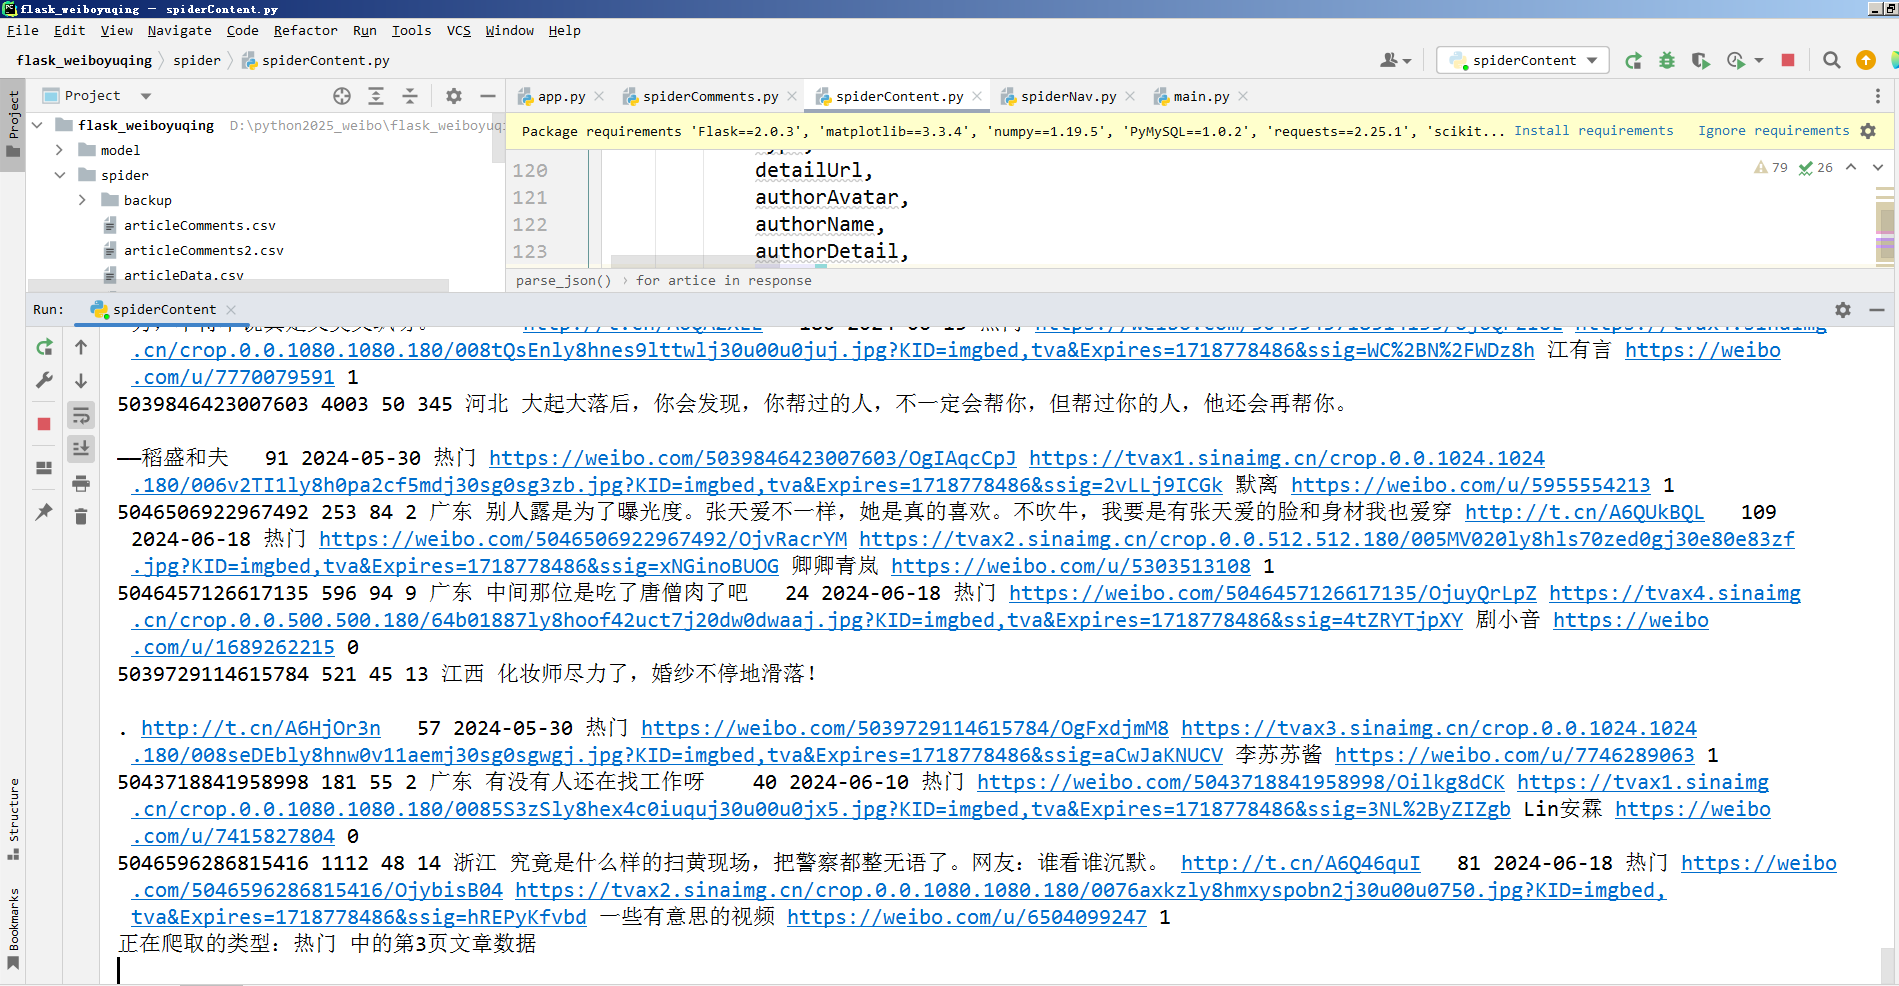 flask_weiboyuqing – spiderContent.py
File Edit View Navigate Code Refactor Run Tools VCS Window Help
flask_weiboyuqing spider spiderContent.py
spiderContent
Project
Project
app.py spiderComments.py spiderContent.py spiderNav.py main.py
flask_weiboyuqing D:\python2025_weibo\flask_weiboyuqi
Package requirements 'Flask==2.0.3', 'matplotlib==3.3.4', 'numpy==1.19.5', 'PyMySQL==1.0.2', 'requests==2.25.1', 'scikit... Install requirements Ignore requirements
model
spider
backup
articleComments.csv
articleComments2.csv
articleData.csv
79 26
120 detailUrl,
121 authorAvatar,
122 authorName,
123 authorDetail,
parse_json() › for artice in response
Run: spiderContent
.cn/crop.0.0.1080.1080.180/008tQsEnly8hnes9lttwlj30u00u0juj.jpg?KID=imgbed,tva&Expires=1718778486&ssig=WC%2BN%2FWDz8h 江有言 https://weibo
.com/u/7770079591 1
5039846423007603 4003 50 345 河北 大起大落后，你会发现，你帮过的人，不一定会帮你，但帮过你的人，他还会再帮你。
——稻盛和夫 91 2024-05-30 热门 https://weibo.com/5039846423007603/OgIAqcCpJ https://tvax1.sinaimg.cn/crop.0.0.1024.1024
.180/006v2TI1ly8h0pa2cf5mdj30sg0sg3zb.jpg?KID=imgbed,tva&Expires=1718778486&ssig=2vLLj9ICGk 默离 https://weibo.com/u/5955554213 1
5046506922967492 253 84 2 广东 别人露是为了曝光度。张天爱不一样，她是真的喜欢。不吹牛，我要是有张天爱的脸和身材我也爱穿 http://t.cn/A6QUkBQL 109
2024-06-18 热门 https://weibo.com/5046506922967492/OjvRacrYM https://tvax2.sinaimg.cn/crop.0.0.512.512.180/005MV020ly8hls70zed0gj30e80e83zf
.jpg?KID=imgbed,tva&Expires=1718778486&ssig=xNGinoBUOG 卿卿青岚 https://weibo.com/u/5303513108 1
5046457126617135 596 94 9 广东 中间那位是吃了唐僧肉了吧 24 2024-06-18 热门 https://weibo.com/5046457126617135/OjuyQrLpZ https://tvax4.sinaimg
.cn/crop.0.0.500.500.180/64b01887ly8hoof42uct7j20dw0dwaaj.jpg?KID=imgbed,tva&Expires=1718778486&ssig=4tZRYTjpXY 剧小音 https://weibo
.com/u/1689262215 0
5039729114615784 521 45 13 江西 化妆师尽力了，婚纱不停地滑落！
. http://t.cn/A6HjOr3n 57 2024-05-30 热门 https://weibo.com/5039729114615784/OgFxdjmM8 https://tvax3.sinaimg.cn/crop.0.0.1024.1024
.180/008seDEbly8hnw0v11aemj30sg0sgwgj.jpg?KID=imgbed,tva&Expires=1718778486&ssig=aCwJaKNUCV 李苏苏酱 https://weibo.com/u/7746289063 1
5043718841958998 181 55 2 广东 有没有人还在找工作呀 40 2024-06-10 热门 https://weibo.com/5043718841958998/Oilkg8dCK https://tvax1.sinaimg
.cn/crop.0.0.1080.1080.180/0085S3zSly8hex4c0iuquj30u00u0jx5.jpg?KID=imgbed,tva&Expires=1718778486&ssig=3NL%2ByZIZgb Lin安霖 https://weibo
.com/u/7415827804 0
5046596286815416 1112 48 14 浙江 究竟是什么样的扫黄现场，把警察都整无语了。网友：谁看谁沉默。 http://t.cn/A6Q46quI 81 2024-06-18 热门 https://weibo
.com/5046596286815416/OjybisB04 https://tvax2.sinaimg.cn/crop.0.0.1080.1080.180/0076axkzly8hmxyspobn2j30u00u0750.jpg?KID=imgbed,
tva&Expires=1718778486&ssig=hREPyKfvbd 一些有意思的视频 https://weibo.com/u/6504099247 1
正在爬取的类型：热门 中的第3页文章数据
Structure
Bookmarks